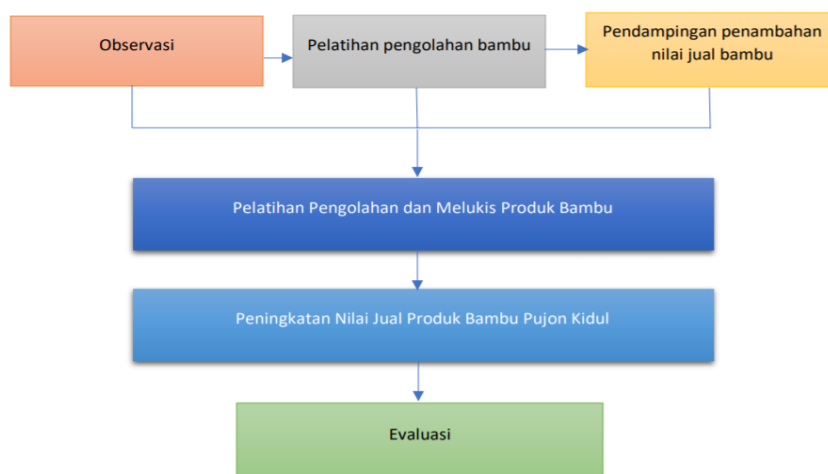 Observasi
Pelatihan pengolahan bambu
Pendampingan penambahan
nilai jual bambu
Pelatihan Pengolahan dan Melukis Produk Bambu
Peningkatan Nilai Jual Produk Bambu Pujon Kidul
Evaluasi